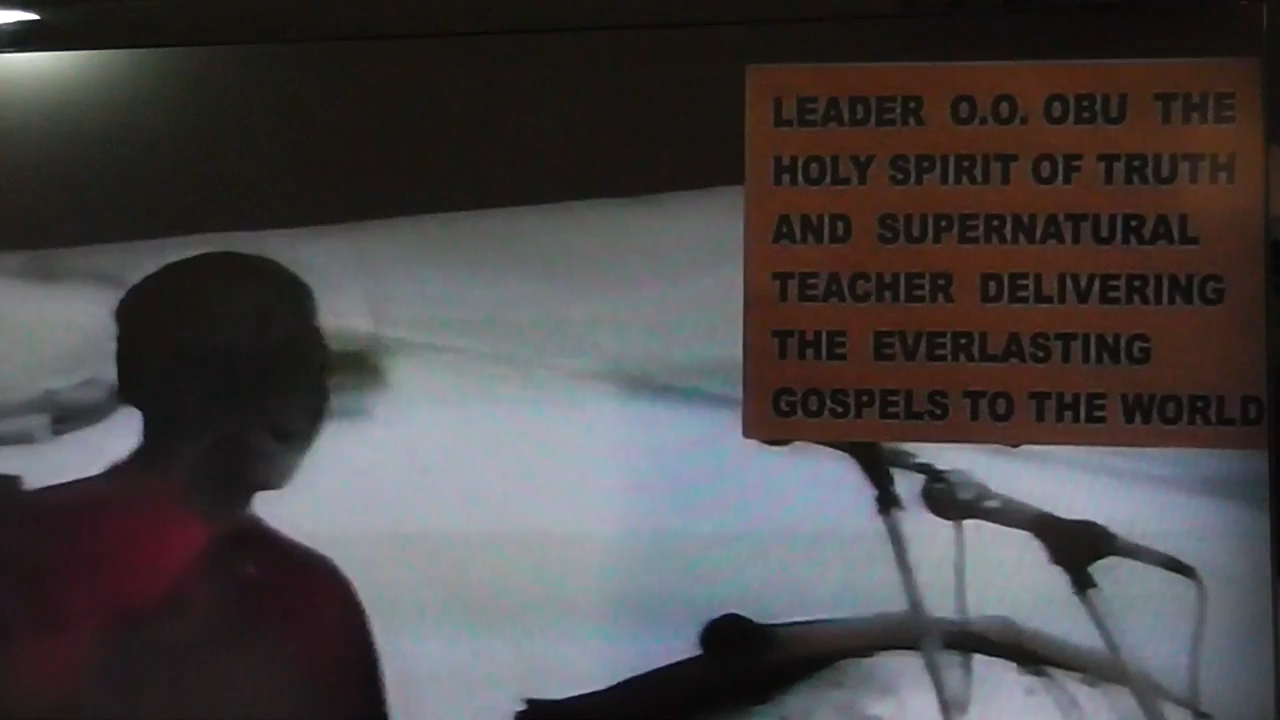 LEADER O.O. OBU THE
HOLY SPIRIT OF TRUTH
AND SUPERNATURAL
TEACHER DELIVERING
THE EVERLASTING
GOSPELS TO THE WORLD